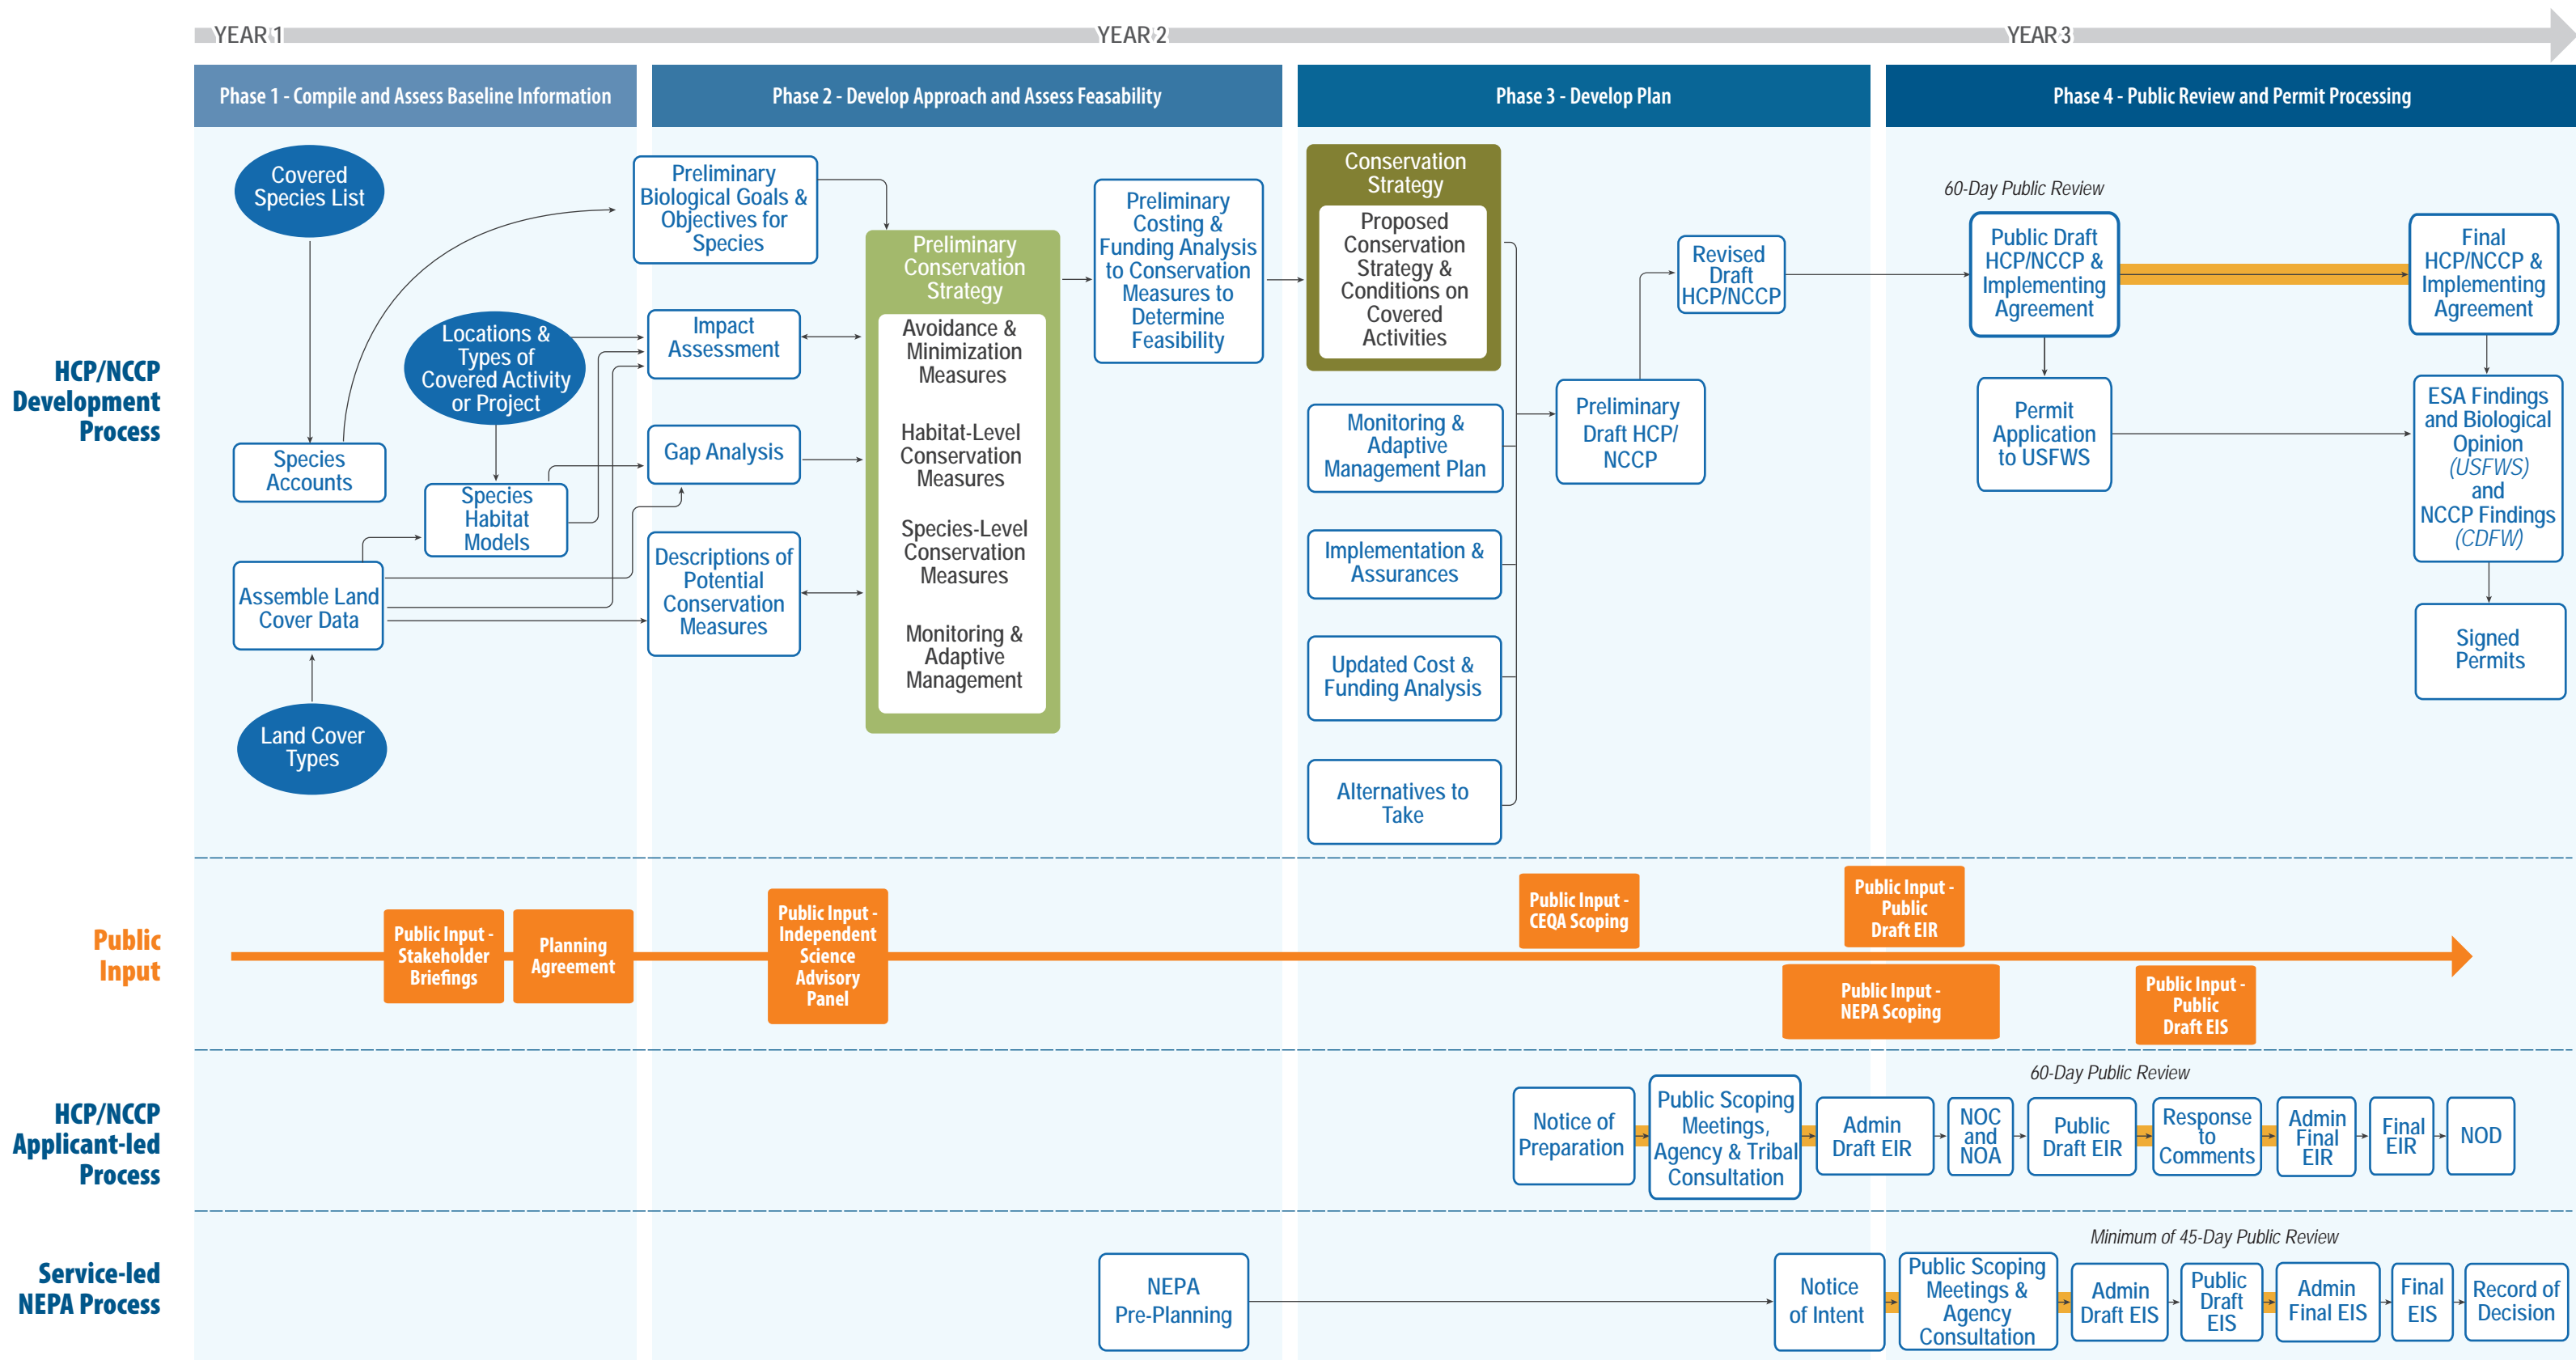 YEAR 1
YEAR 2
YEAR 3
Phase 1 - Compile and Assess Baseline Information
Phase 2 - Develop Approach and Assess Feasability
Phase 3 - Develop Plan
Phase 4 - Public Review and Permit Processing
HCP/NCCP
Development
Process
Covered
Species List
Locations &
Types of
Covered Activity
or Project
Species
Accounts
Species
Habitat
Models
Assemble Land
Cover Data
Land Cover
Types
Preliminary
Biological Goals &
Objectives for
Species
Impact
Assessment
Gap Analysis
Descriptions of
Potential
Conservation
Measures
Preliminary
Conservation
Strategy
Avoidance &
Minimization
Measures
Habitat-Level
Conservation
Measures
Species-Level
Conservation
Measures
Monitoring &
Adaptive
Management
Preliminary
Costing &
Funding Analysis
to Conservation
Measures to
Determine
Feasibility
Conservation
Strategy
Proposed
Conservation
Strategy &
Conditions on
Covered
Activities
Monitoring &
Adaptive
Management Plan
Implementation &
Assurances
Updated Cost &
Funding Analysis
Alternatives to
Take
Preliminary
Draft HCP/
NCCP
Revised
Draft
HCP/NCCP
60-Day Public Review
Public Draft
HCP/NCCP &
Implementing
Agreement
Permit
Application
to USFWS
Final
HCP/NCCP &
Implementing
Agreement
ESA Findings
and Biological
Opinion
(USFWS)
and
NCCP Findings
(CDFW)
Signed
Permits
Public
Input
Public Input -
Stakeholder
Briefings
Planning
Agreement
Public Input -
Independent
Science
Advisory
Panel
Public Input -
CEQA Scoping
Public Input -
Public
Draft EIR
Public Input -
NEPA Scoping
Public Input -
Public
Draft EIS
HCP/NCCP
Applicant-led
Process
60-Day Public Review
Notice of
Preparation
Public Scoping
Meetings,
Agency & Tribal
Consultation
Admin
Draft EIR
NOC
and
NOA
Public
Draft EIR
Response
to
Comments
Admin
Final
EIR
Final
EIR
NOD
Service-led
NEPA Process
Minimum of 45-Day Public Review
NEPA
Pre-Planning
Notice
of Intent
Public Scoping
Meetings &
Agency
Consultation
Admin
Draft EIS
Public
Draft
EIS
Admin
Final EIS
Final
EIS
Record of
Decision